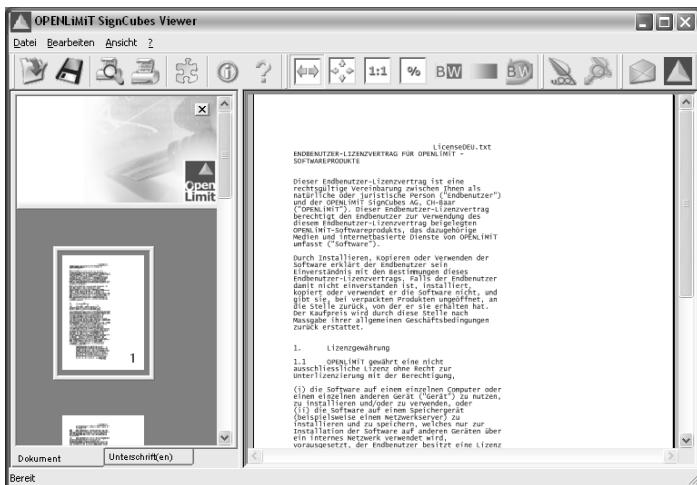 OPENLiMiT SignCubes Viewer
Datei Bearbeiten Ansicht ?
1:1 % BW BW
Open
Limit
1
Dokument
Unterschrift(en)
LicenseDEU.txt
ENDBENUTZER-LIZENZVERTRAG FÜR OPENLiMiT -
SOFTWAREPRODUKTE
Dieser Endbenutzer-Lizenzvertrag ist eine
rechtsgültige Vereinbarung zwischen Ihnen als
natürliche oder juristische Person ("Endbenutzer")
und der OPENLiMiT SignCubes AG, CH-Baar
("OPENLiMiT"). Dieser Endbenutzer-Lizenzvertrag
berechtigt den Endbenutzer zur Verwendung des
diesem Endbenutzer-Lizenzvertrag beigelegten
OPENLiMiT-Softwareprodukts, das dazugehörige
Medien und internetbasierte Dienste von OPENLiMiT
umfasst ("Software").
Durch Installieren, Kopieren oder Verwenden der
Software erklärt der Endbenutzer sein
Einverständnis mit den Bestimmungen dieses
Endbenutzer-Lizenzvertrags. Falls der Endbenutzer
damit nicht einverstanden ist, installiert,
kopiert oder verwendet er die Software nicht, und
gibt sie, bei verpackten Produkten ungeöffnet, an
die Stelle zurück, von der er sie erhalten hat.
Der Kaufpreis wird durch diese Stelle nach
Massgabe ihrer allgemeinen Geschäftsbedingungen
zurück erstattet.
1. Lizenzgewährung
1.1 OPENLiMiT gewährt eine nicht
ausschliessliche Lizenz ohne Recht zur
Unterlizenzierung mit der Berechtigung,
(i) die Software auf einem einzelnen Computer oder
einem einzelnen anderen Gerät ("Gerät") zu nutzen,
zu installieren und/oder zu verwenden, oder
(ii) die Software auf einem Speichergerät
(beispielsweise einem Netzwerkserver) zu
installieren und zu speichern, welches nur zur
Installation der Software auf anderen Geräten über
ein internes Netzwerk verwendet wird,
vorausgesetzt, der Endbenutzer besitzt eine Lizenz
Bereit